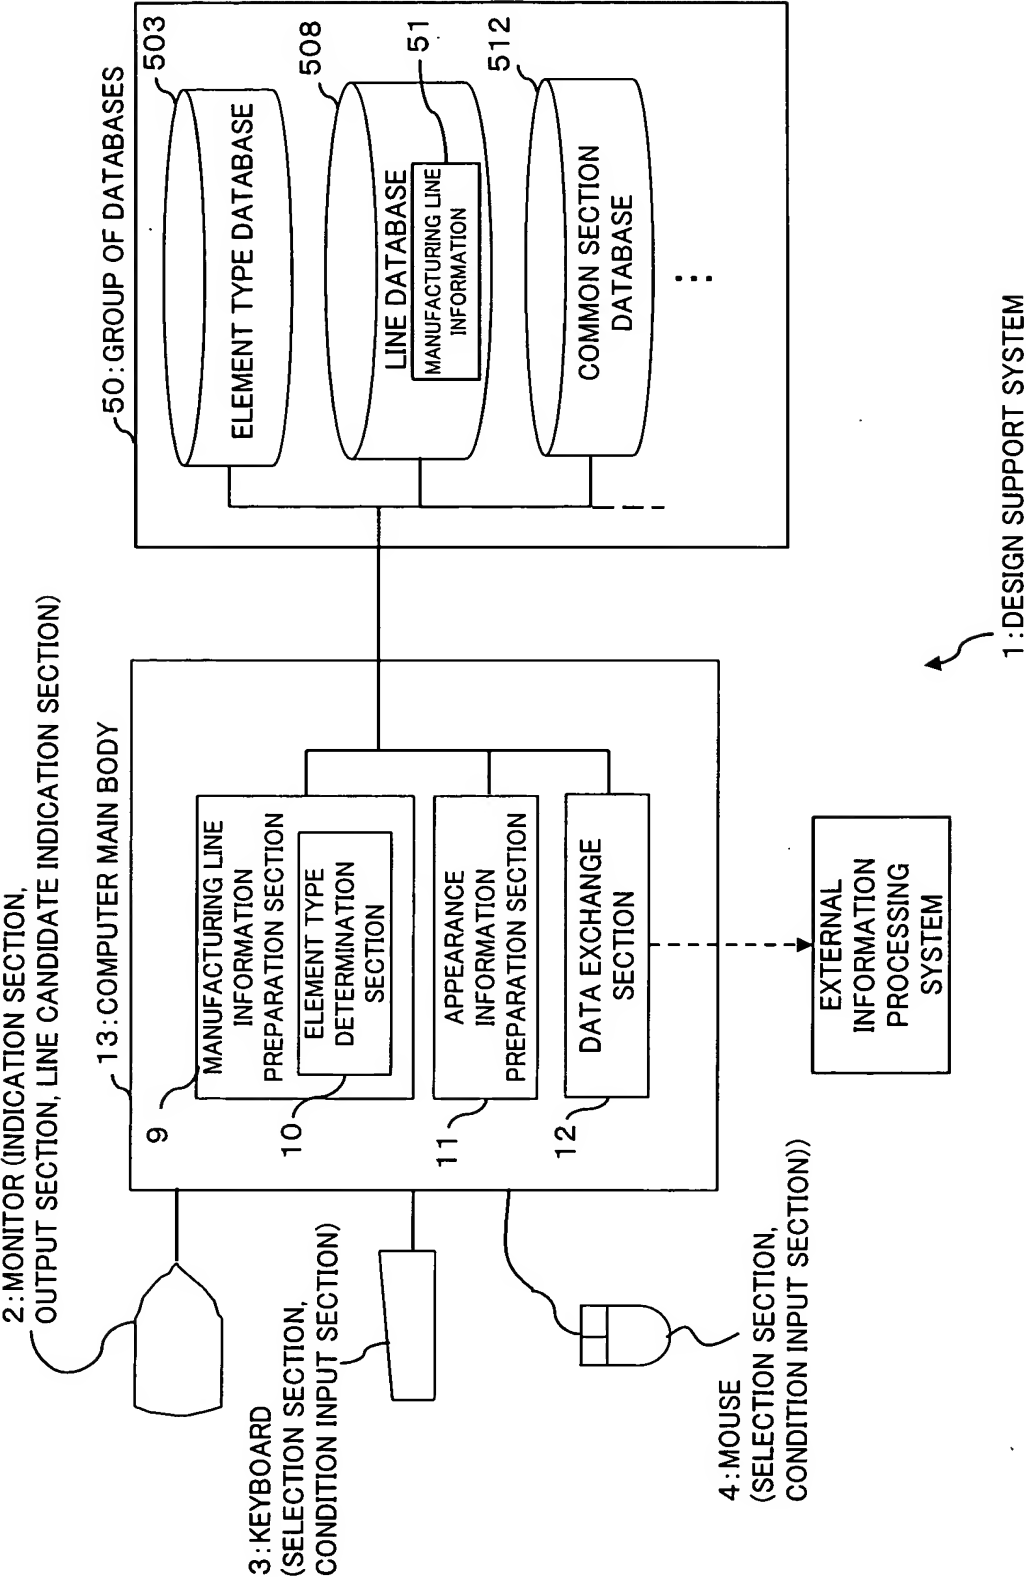 2:MONITOR (INDICATION SECTION,
OUTPUT SECTION, LINE CANDIDATE INDICATION SECTION)
3:KEYBOARD
(SELECTION SECTION,
CONDITION INPUT SECTION)
4:MOUSE
(SELECTION SECTION,
CONDITION INPUT SECTION))
13:COMPUTER MAIN BODY
9
MANUFACTURING LINE
INFORMATION
PREPARATION SECTION
10
ELEMENT TYPE
DETERMINATION
SECTION
11
APPEARANCE
INFORMATION
PREPARATION SECTION
12
DATA EXCHANGE
SECTION
EXTERNAL
INFORMATION
PROCESSING
SYSTEM
50:GROUP OF DATABASES
503
ELEMENT TYPE DATABASE
508
LINE DATABASE
51
MANUFACTURING LINE
INFORMATION
512
COMMON SECTION
DATABASE
...
1:DESIGN SUPPORT SYSTEM